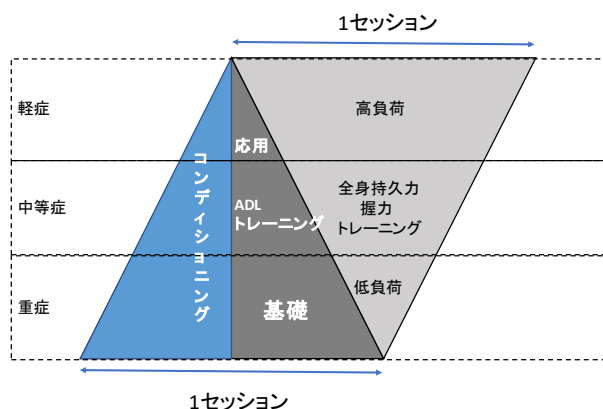 1セッション
軽症
高負荷
応用
コンディショニング
中等症
ADL
トレーニング
全身持久力
握力
トレーニング
低負荷
重症
基礎
1セッション